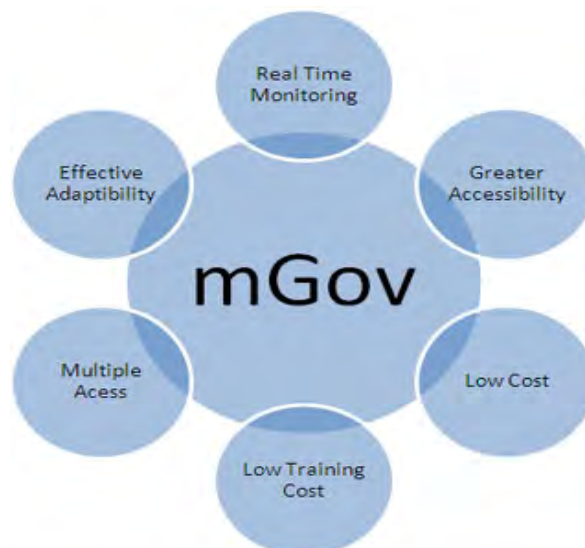 Real Time
Monitoring
Effective
Adaptibility
Greater
Accessibility
mGov
Multiple
Acess
Low Cost
Low Training
Cost